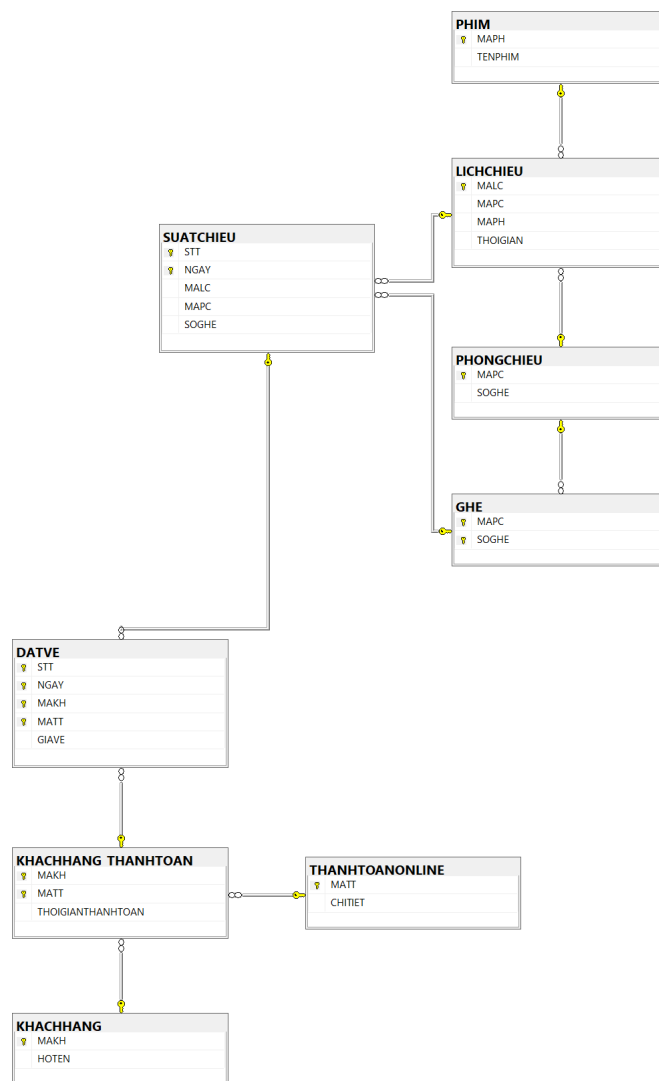 PHIM
MAPH
TENPHIM
LICHCHIEU
MALC
MAPC
MAPH
THOIGIAN
SUATCHIEU
STT
NGAY
MALC
MAPC
SOGHE
PHONGCHIEU
MAPC
SOGHE
GHE
MAPC
SOGHE
DATVE
STT
NGAY
MAKH
MATT
GIAVE
KHACHHANG THANHTOAN
MAKH
MATT
THOIGIANTHANHTOAN
THANHTOANONLINE
MATT
CHITIET
KHACHHANG
MAKH
HOTEN